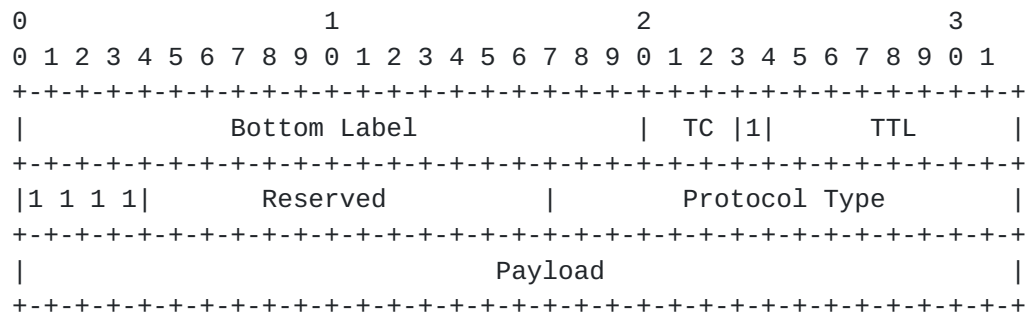 0                   1                   2                   3
0 1 2 3 4 5 6 7 8 9 0 1 2 3 4 5 6 7 8 9 0 1 2 3 4 5 6 7 8 9 0 1
+-+-+-+-+-+-+-+-+-+-+-+-+-+-+-+-+-+-+-+-+-+-+-+-+-+-+-+-+-+-+-+-+
|             Bottom Label              |  TC |1|      TTL      |
+-+-+-+-+-+-+-+-+-+-+-+-+-+-+-+-+-+-+-+-+-+-+-+-+-+-+-+-+-+-+-+-+
|1 1 1 1|       Reserved          |        Protocol Type        |
+-+-+-+-+-+-+-+-+-+-+-+-+-+-+-+-+-+-+-+-+-+-+-+-+-+-+-+-+-+-+-+-+
|                              Payload                          |
+-+-+-+-+-+-+-+-+-+-+-+-+-+-+-+-+-+-+-+-+-+-+-+-+-+-+-+-+-+-+-+-+